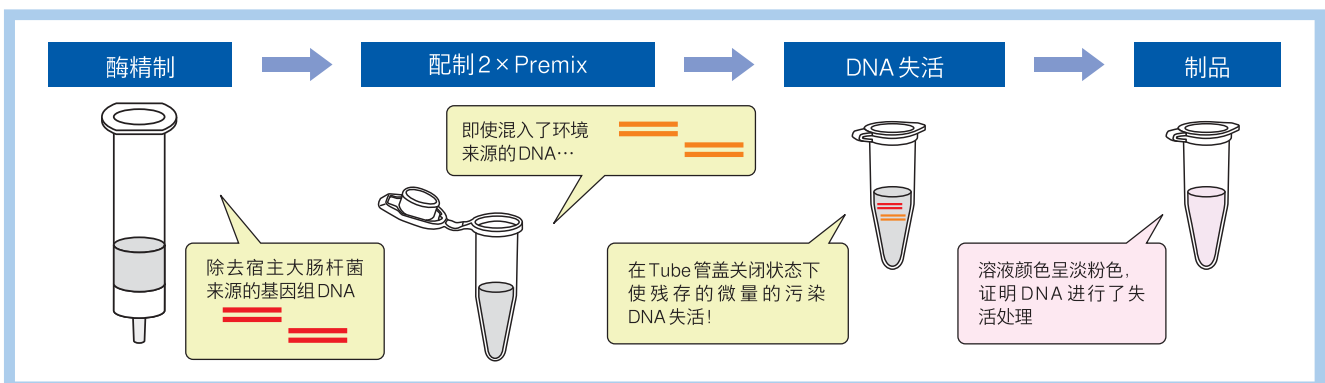 酶精制
配制2×Premix
DNA失活
制品
即使混入了环境
来源的DNA…
除去宿主大肠杆菌
来源的基因组DNA
在Tube管盖关闭状态下
使残存的微量的污染
DNA失活！
溶液颜色呈淡粉色，
证明DNA进行了失
活处理